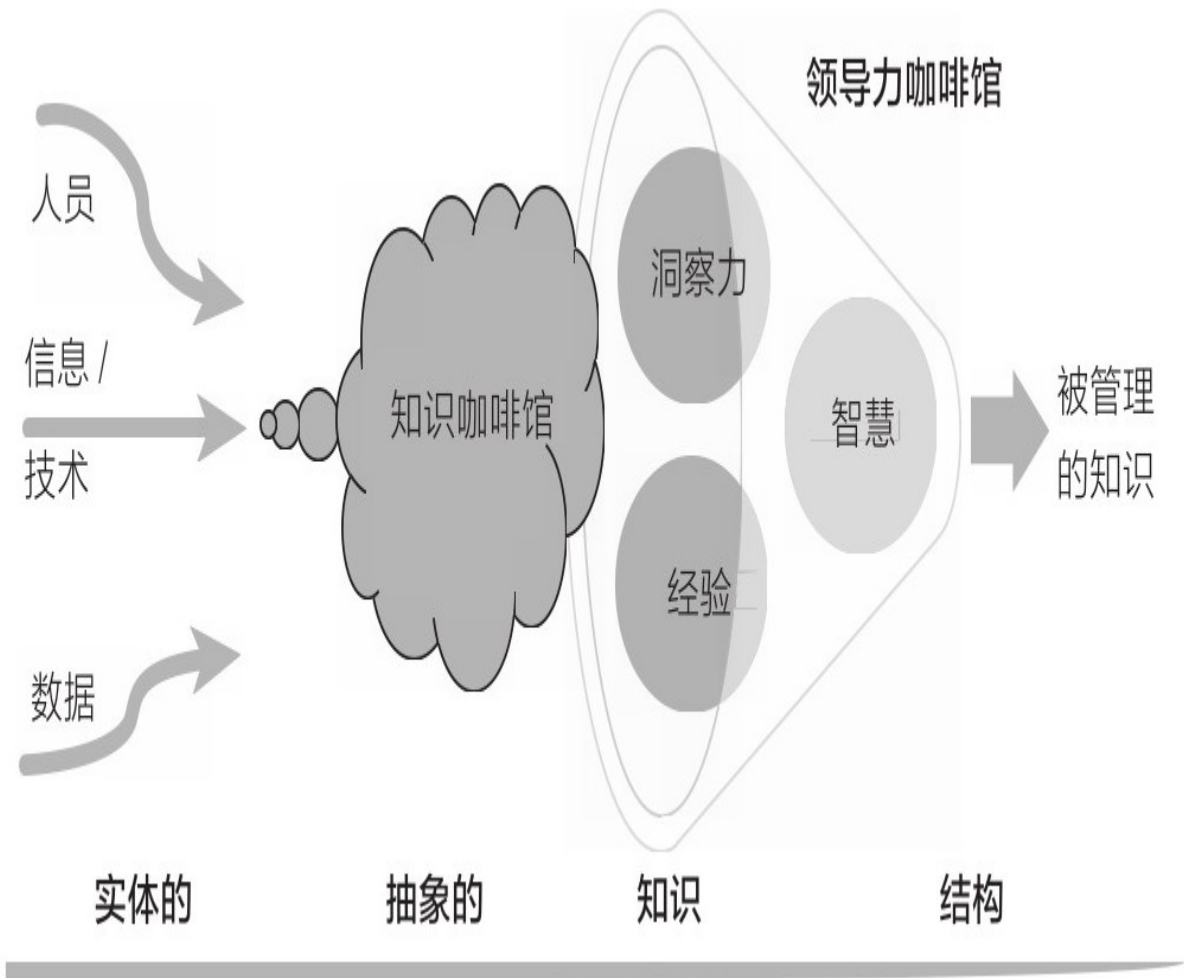 领导力咖啡馆
人员
洞察力
信息 /
技术
知识咖啡馆
智慧
被管理
的知识
经验
数据
实体的
抽象的
知识
结构